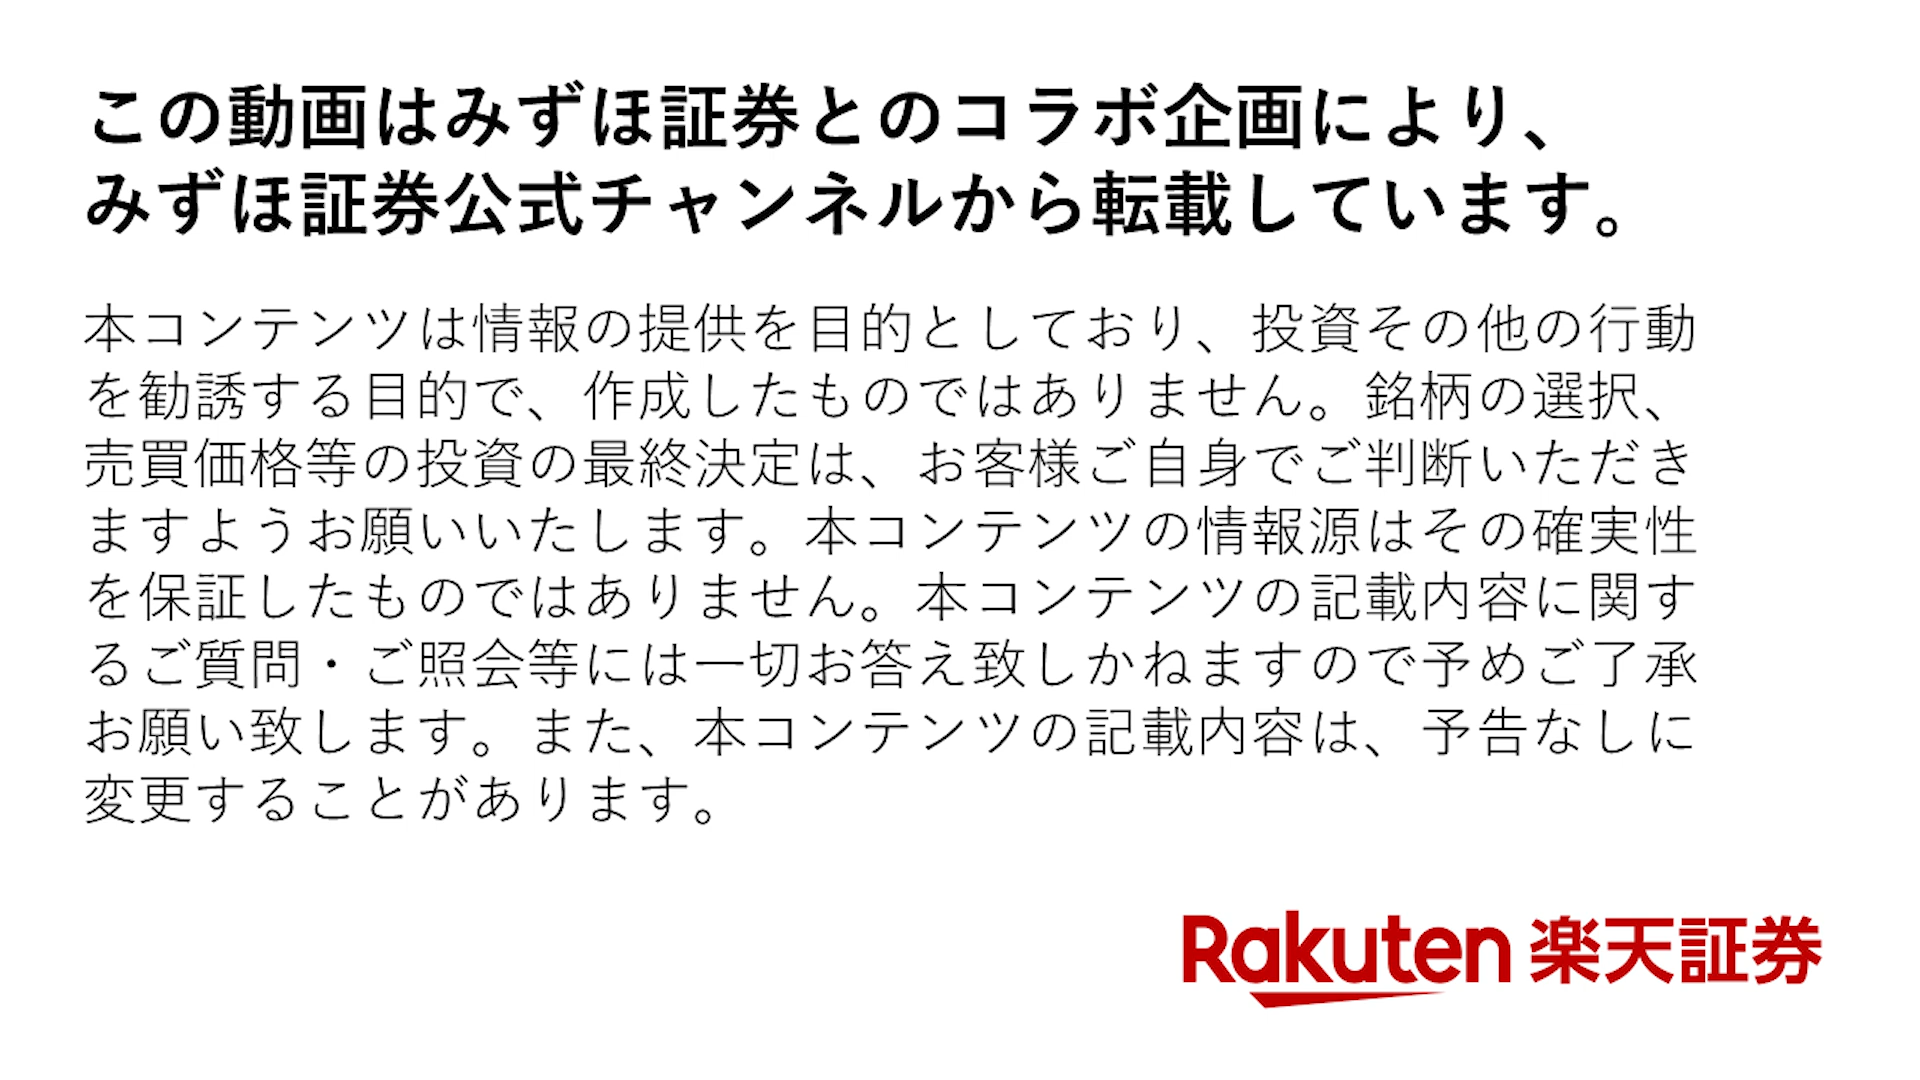 この動画はみずほ証券とのコラボ企画により、
みずほ証券公式チャンネルから転載しています。
本コンテンツは情報の提供を目的としており、投資その他の行動
を勧誘する目的で、作成したものではありません。銘柄の選択、
売買価格等の投資の最終決定は、お客様ご自身でご判断いただき
ますようお願いいたします。本コンテンツの情報源はその確実性
を保証したものではありません。本コンテンツの記載内容に関す
るご質問・ご照会等には一切お答え致しかねますので予めご了承
お願い致します。また、本コンテンツの記載内容は、予告なしに
変更することがあります。
Rakuten 楽天証券